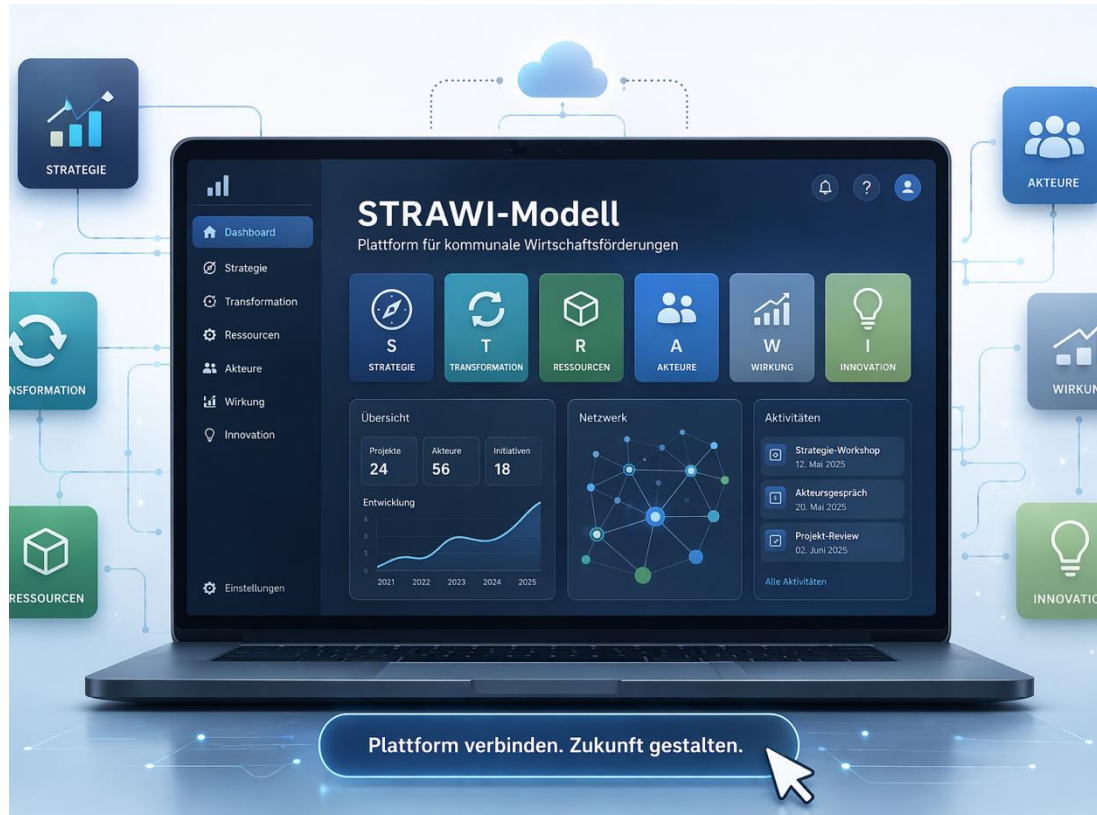 STRATEGIE
AKTEURE
Dashboard
Strategie
Transformation
Ressourcen
Akteure
Wirkung
Innovation
Einstellungen
STRAWI-Modell
Plattform für kommunale Wirtschaftsförderungen
S
STRATEGIE
T
TRANSFORMATION
R
RESSOURCEN
A
AKTEURE
W
WIRKUNG
I
INNOVATION
Übersicht
Projekte
24
Akteure
56
Initiativen
18
Entwicklung
2021 2022 2023 2024 2025
Netzwerk
Aktivitäten
Strategie-Workshop
12. Mai 2025
Akteursgespräch
20. Mai 2025
Projekt-Review
02. Juni 2025
Alle Aktivitäten
NSFORMATION
RESSOURCEN
WIRKUN
INNOVATIO
Plattform verbinden. Zukunft gestalten.